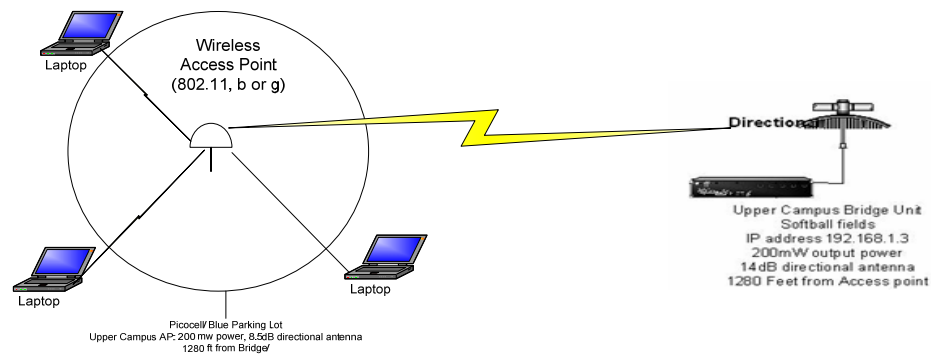 Wireless
Access Point
(802.11, b or g)
Laptop
Directional
Upper Campus Bridge Unit
Softball fields
IP address 192.168.1.3
200mW output power
14dB directional antenna
1280 Feet from Access point
Laptop
Laptop
Picocell/Blue Parking Lot
Upper Campus AP: 200 mw power, 8.5dB directional antenna
1280 ft from Bridge/